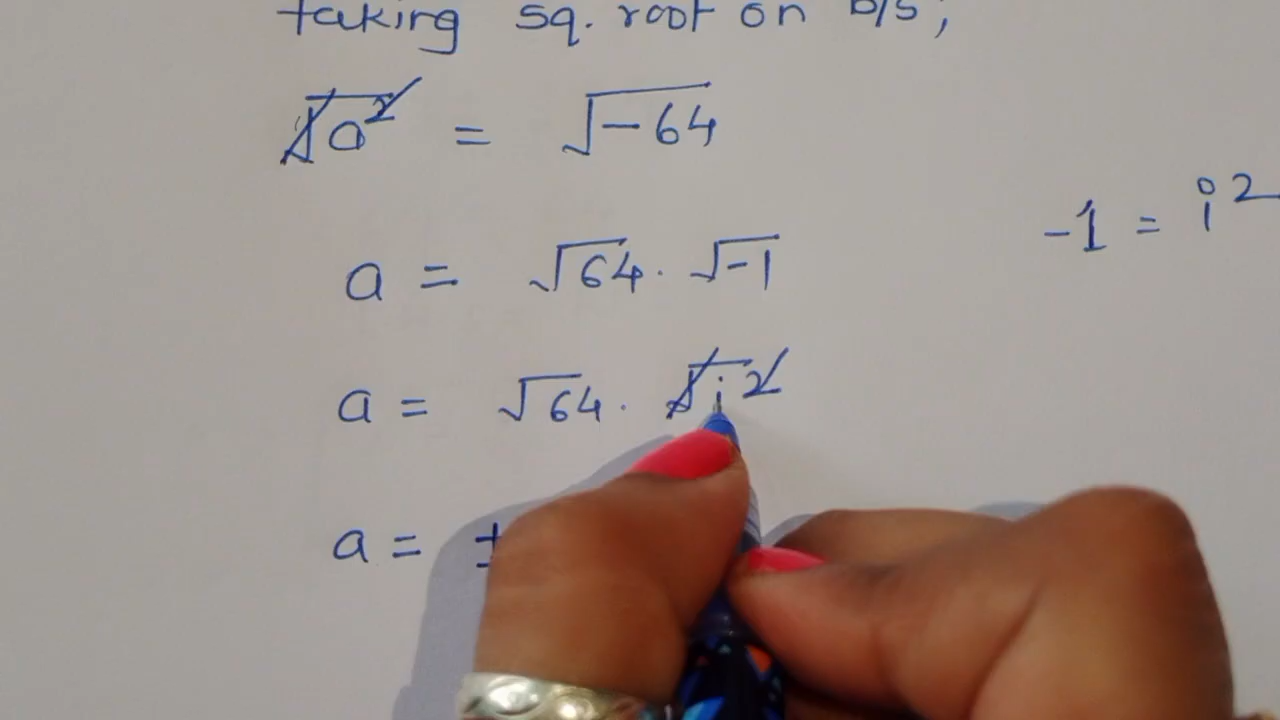 taking sq. root on b/s,
√a² = √-64
-1 = i²
a = √64 · √-1
a = √64 · √i²
a = ±